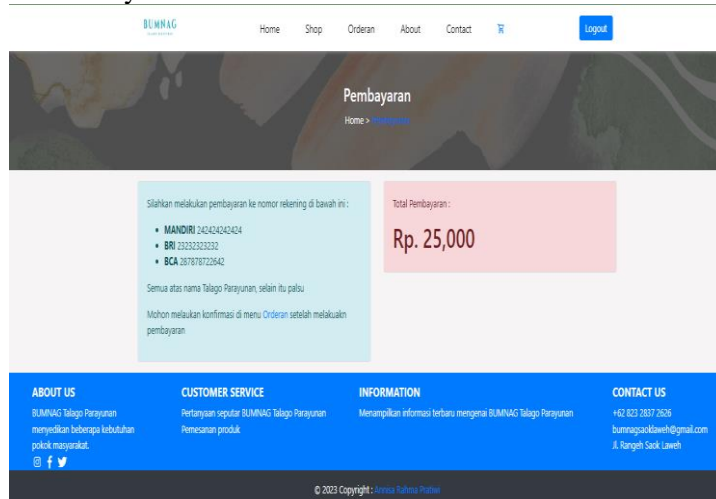 BUMNAG
Home Shop Orderan About Contact
Logout
Pembayaran
Home >
Silahkan melakukan pembayaran ke nomor rekening di bawah ini :
MANDIRI 242424242424
BRI 23232323232
BCA 287878722642
Semua atas nama Talago Parayunan, selain itu palsu
Mohon melaukan konfirmasi di menu Orderan setelah melakuakn
pembayaran
Total Pembayaran :
Rp. 25,000
ABOUT US
BUMNAG Talago Parayunan
menyedikan beberapa kebutuhan
pokok masyarakat.
CUSTOMER SERVICE
Pertanyaan seputar BUMNAG Talago Parayunan
Pemesanan produk
INFORMATION
Menampilkan informasi terbaru mengenai BUMNAG Talago Parayunan
CONTACT US
+62 823 2837 2626
bumnagsaoklaweh@gmail.com
Jl. Rangeh Saok Laweh
© 2023 Copyright : Annisa Rahma Pratiwi